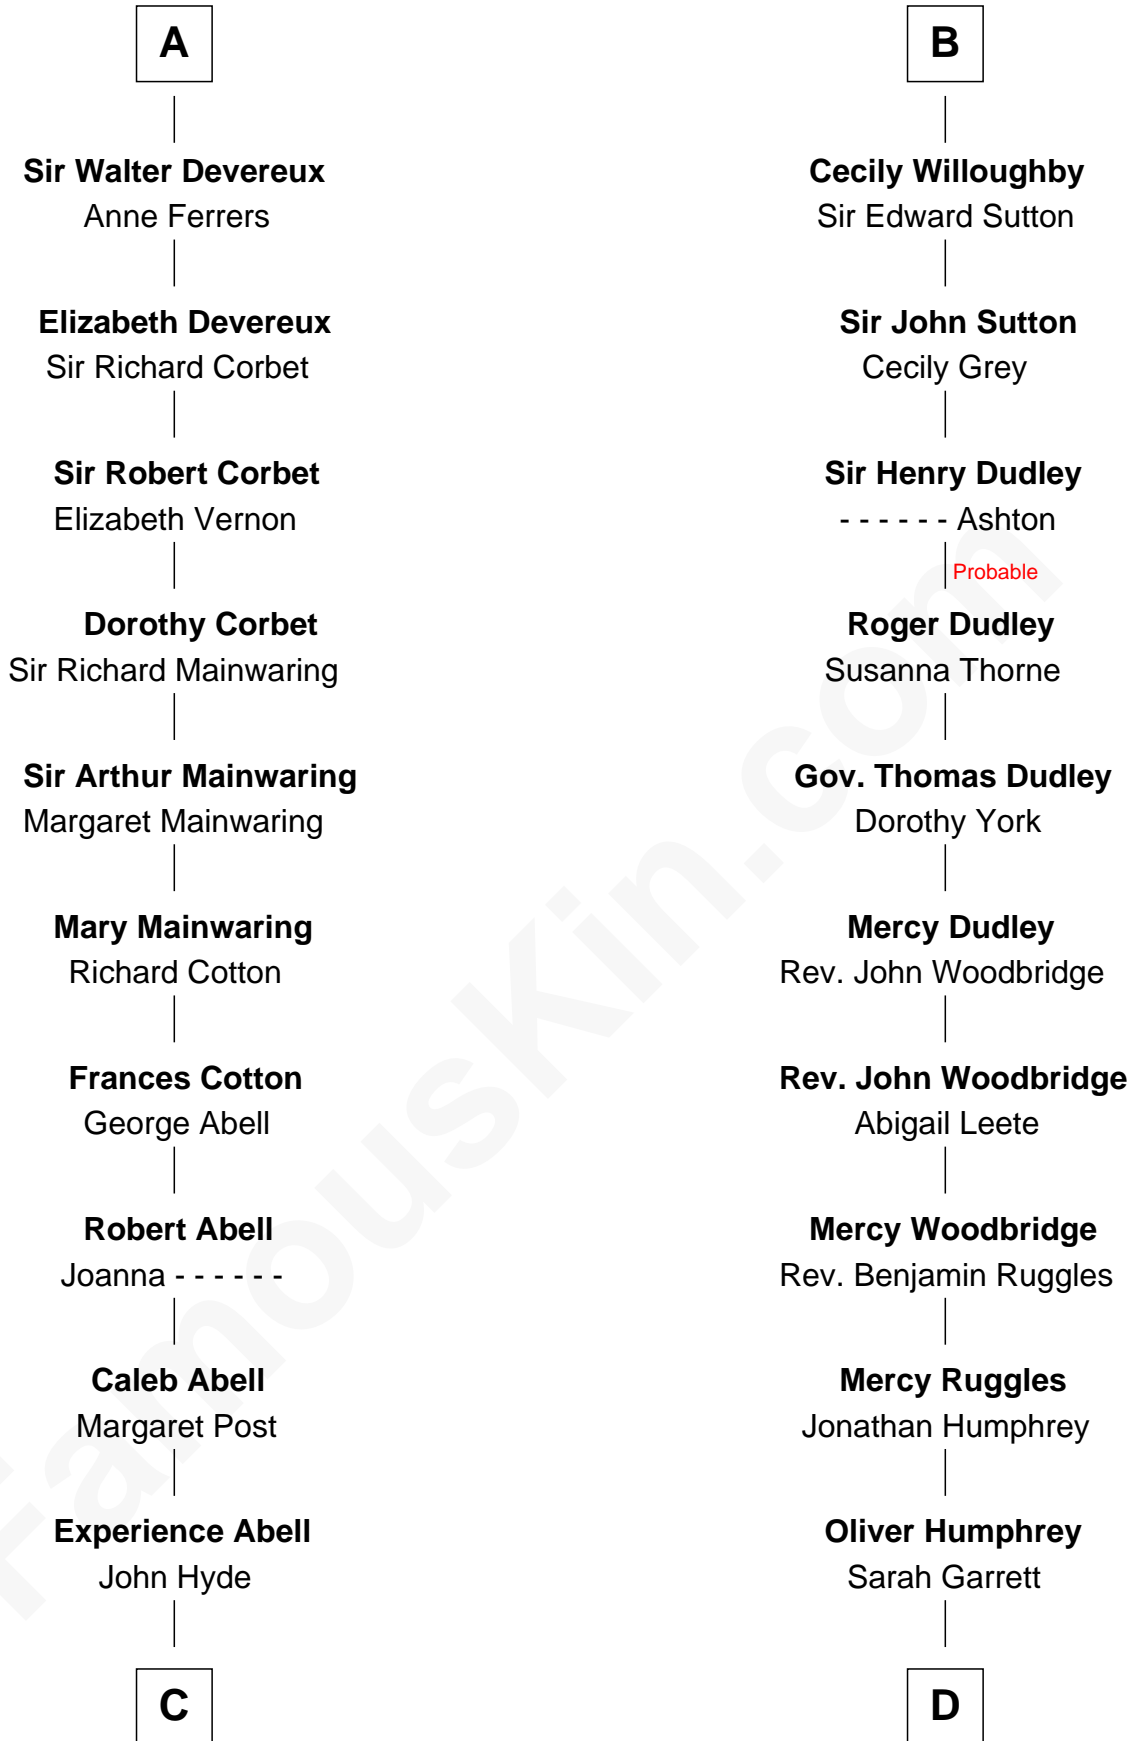 A
Sir Walter Devereux
Anne Ferrers
Elizabeth Devereux
Sir Richard Corbet
Sir Robert Corbet
Elizabeth Vernon
Dorothy Corbet
Sir Richard Mainwaring
Sir Arthur Mainwaring
Margaret Mainwaring
Mary Mainwaring
Richard Cotton
Frances Cotton
George Abell
Robert Abell
Joanna - - - - - -
Caleb Abell
Margaret Post
Experience Abell
John Hyde
C
B
Cecily Willoughby
Sir Edward Sutton
Sir John Sutton
Cecily Grey
Sir Henry Dudley
- - - - - - Ashton
Probable
Roger Dudley
Susanna Thorne
Gov. Thomas Dudley
Dorothy York
Mercy Dudley
Rev. John Woodbridge
Rev. John Woodbridge
Abigail Leete
Mercy Woodbridge
Rev. Benjamin Ruggles
Mercy Ruggles
Jonathan Humphrey
Oliver Humphrey
Sarah Garrett
D
FamousKin.com